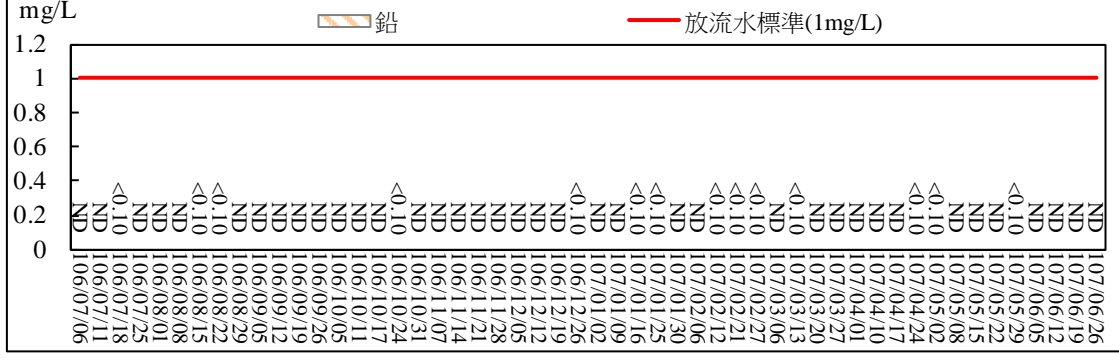 mg/L
鉛
放流水標準(1mg/L)
1.2
1
0.8
0.6
0.4
0.2
0
ND
ND
<0.10
ND
ND
ND
<0.10
<0.10
ND
ND
ND
ND
ND
ND
ND
ND
<0.10
ND
ND
ND
ND
ND
ND
ND
ND
<0.10
ND
ND
<0.10
<0.10
ND
ND
<0.10
<0.10
<0.10
ND
<0.10
ND
ND
ND
ND
ND
<0.10
<0.10
ND
ND
ND
<0.10
ND
ND
ND
ND
106/07/06
106/07/11
106/07/18
106/07/25
106/08/01
106/08/08
106/08/15
106/08/22
106/08/29
106/09/05
106/09/12
106/09/19
106/09/26
106/10/05
106/10/11
106/10/17
106/10/24
106/10/31
106/11/07
106/11/14
106/11/21
106/11/28
106/12/05
106/12/12
106/12/19
106/12/26
107/01/02
107/01/09
107/01/16
107/01/25
107/01/30
107/02/06
107/02/12
107/02/21
107/02/27
107/03/06
107/03/13
107/03/20
107/03/27
107/04/01
107/04/10
107/04/17
107/04/24
107/05/02
107/05/08
107/05/15
107/05/22
107/05/29
107/06/05
107/06/12
107/06/19
107/06/26